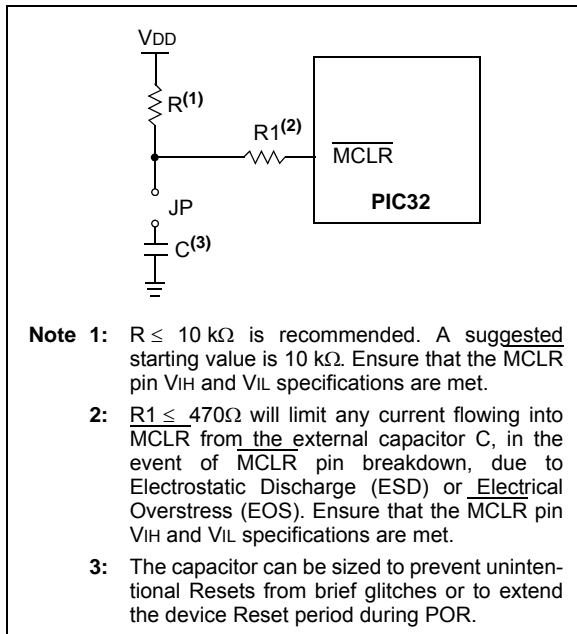 VDD
R(1)
R1(2)
MCLR
PIC32
JP
C(3)
Note 1: R ≤ 10 kΩ is recommended. A suggested
starting value is 10 kΩ. Ensure that the MCLR
pin VIH and VIL specifications are met.
2: R1 ≤ 470Ω will limit any current flowing into
MCLR from the external capacitor C, in the
event of MCLR pin breakdown, due to
Electrostatic Discharge (ESD) or Electrical
Overstress (EOS). Ensure that the MCLR pin
VIH and VIL specifications are met.
3: The capacitor can be sized to prevent uninten-
tional Resets from brief glitches or to extend
the device Reset period during POR.